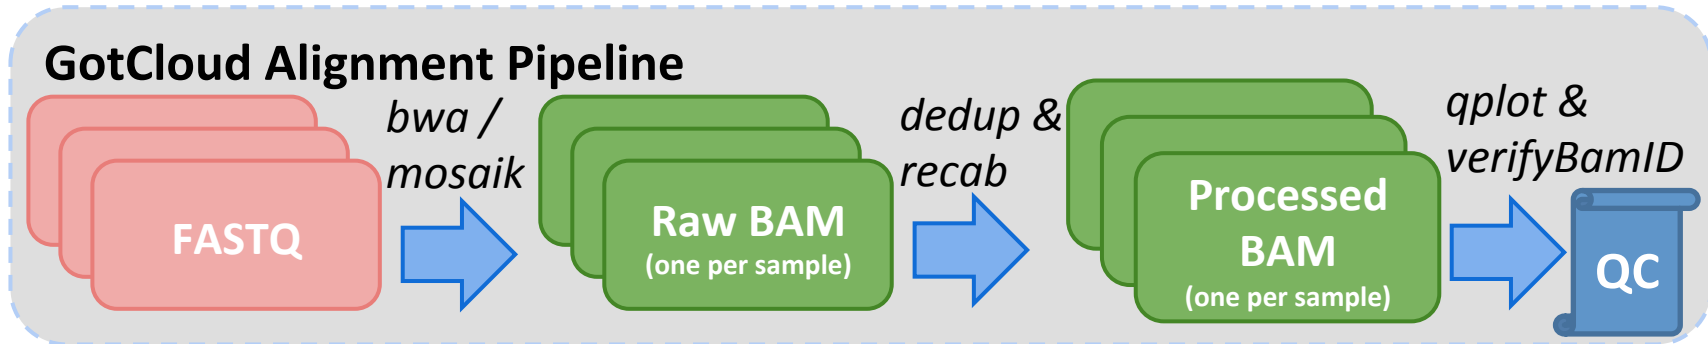 GotCloud Alignment Pipeline
FASTQ
bwa /
mosaik
Raw BAM
(one per sample)
dedup &
recab
Processed
BAM
(one per sample)
qplot &
verifyBamID
QC